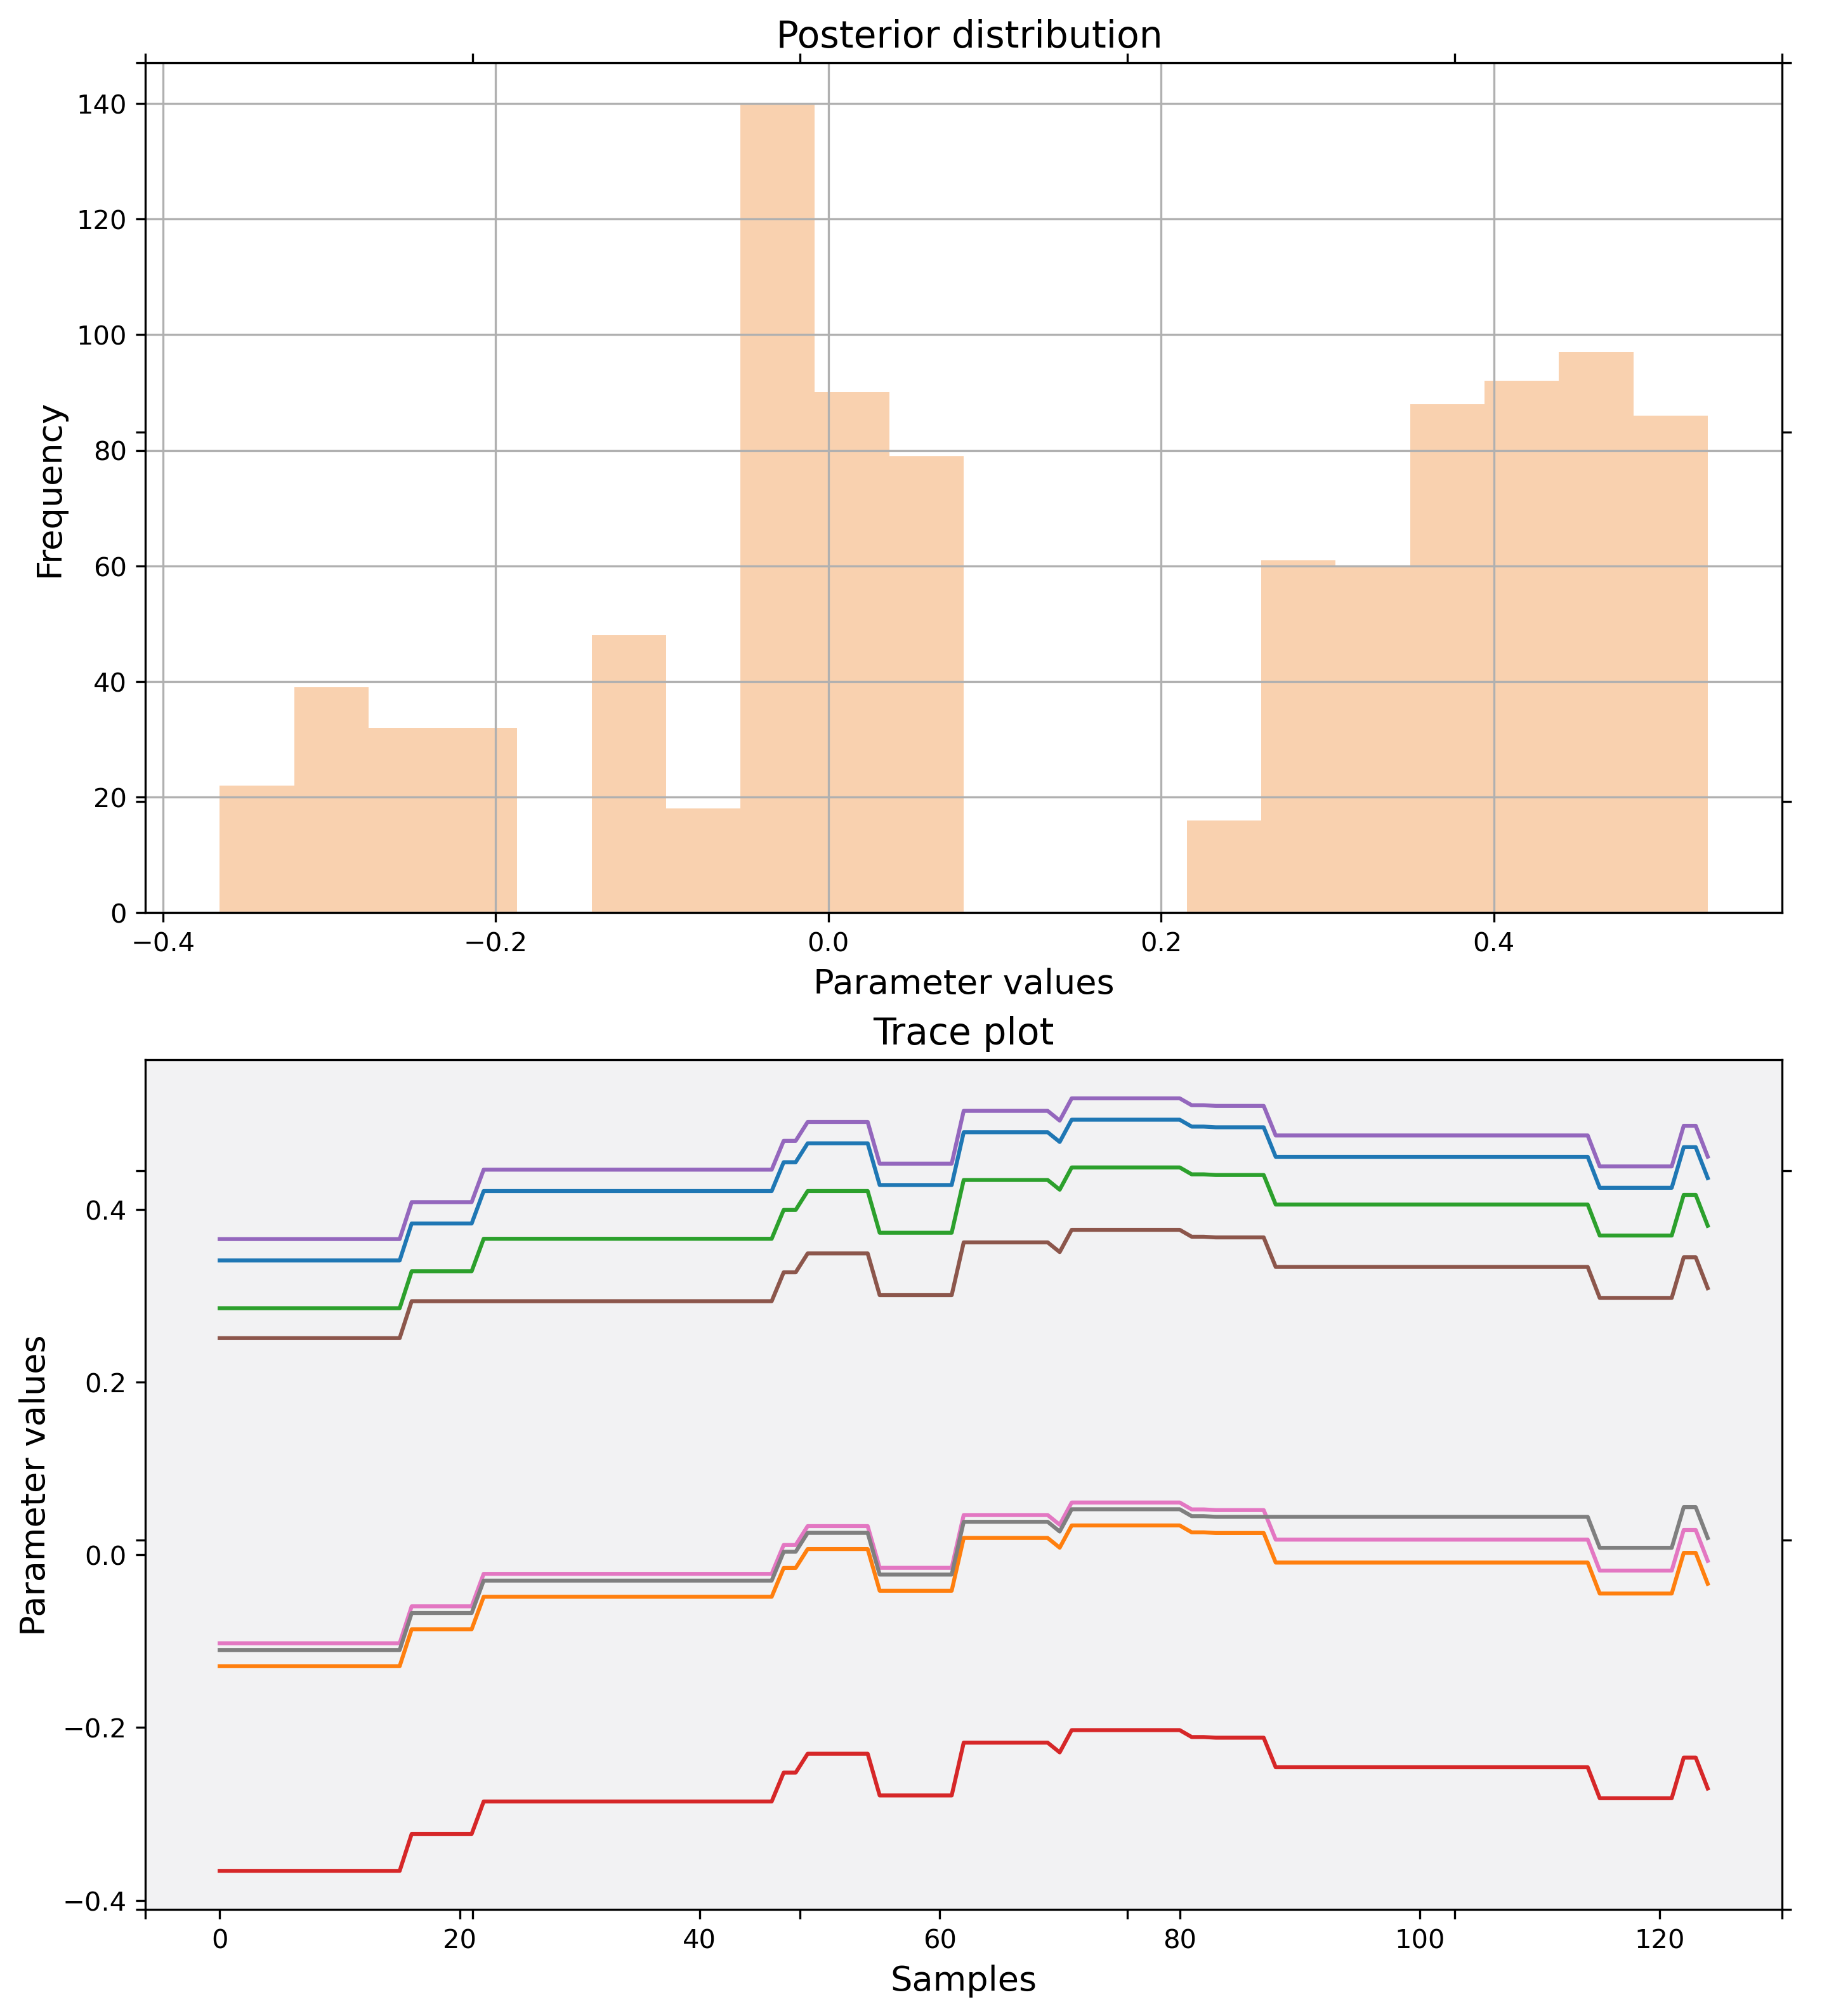 Posterior distribution
140
120
100
80
60
40
20
0
Frequency
−0.4 −0.2 0.0 0.2 0.4
Parameter values
Trace plot
0.4
0.2
0.0
−0.2
−0.4
Parameter values
0 20 40 60 80 100 120
Samples